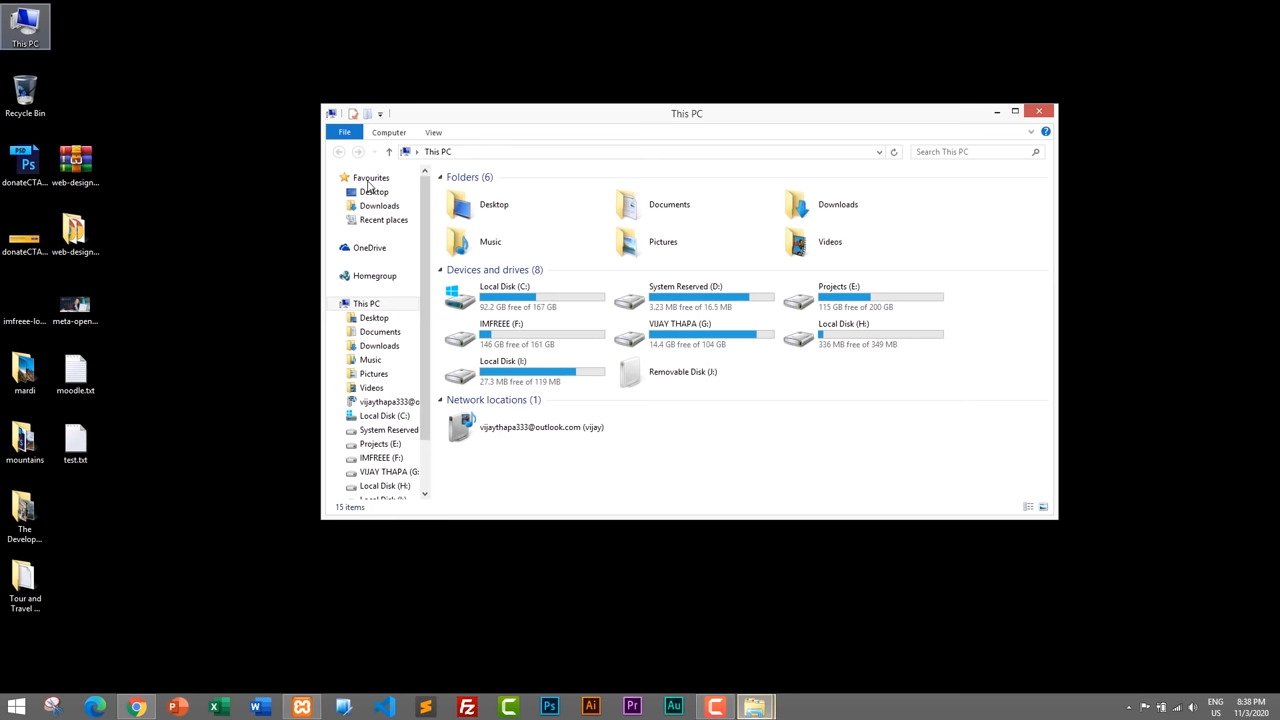 This PC
Recycle Bin
donateCTA...
web-design...
donateCTA...
web-design...
imfreee-lo...
meta-open...
mardi
moodle.txt
mountains
test.txt
The
Develop...
Tour and
Travel ...
This PC
File
Computer
View
This PC
Search This PC
Favourites
Desktop
Downloads
Recent places
OneDrive
Homegroup
This PC
Desktop
Documents
Downloads
Music
Pictures
Videos
vijaythapa333@o
Local Disk (C:)
System Reserved
Projects (E:)
IMFREEE (F:)
VIJAY THAPA (G:
Local Disk (H:)
Local Disk (I:)
Folders (6)
Desktop
Documents
Downloads
Music
Pictures
Videos
Devices and drives (8)
Local Disk (C:)
92.2 GB free of 167 GB
System Reserved (D:)
3.23 MB free of 16.5 MB
Projects (E:)
115 GB free of 200 GB
IMFREEE (F:)
146 GB free of 161 GB
VIJAY THAPA (G:)
14.4 GB free of 104 GB
Local Disk (H:)
336 MB free of 349 MB
Local Disk (I:)
27.3 MB free of 119 MB
Removable Disk (J:)
Network locations (1)
vijaythapa333@outlook.com (vijay)
15 items
ENG
US
8:38 PM
11/3/2020